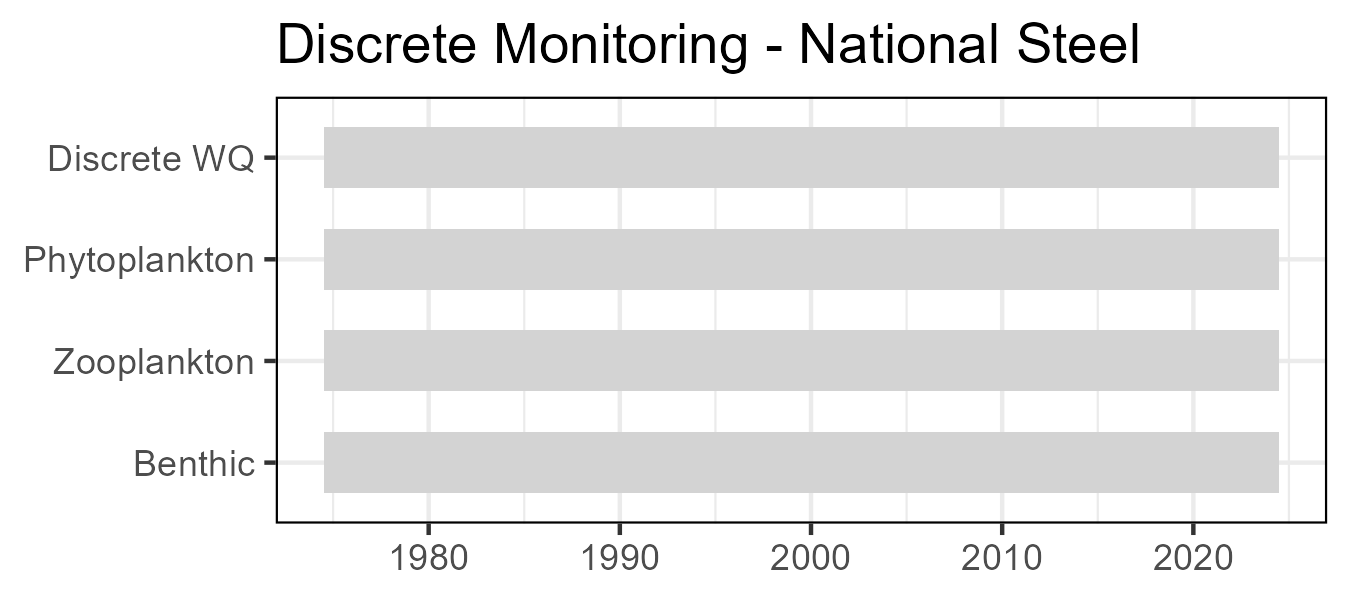 Discrete Monitoring - National Steel
Discrete WQ
Phytoplankton
Zooplankton
Benthic
1980 1990 2000 2010 2020